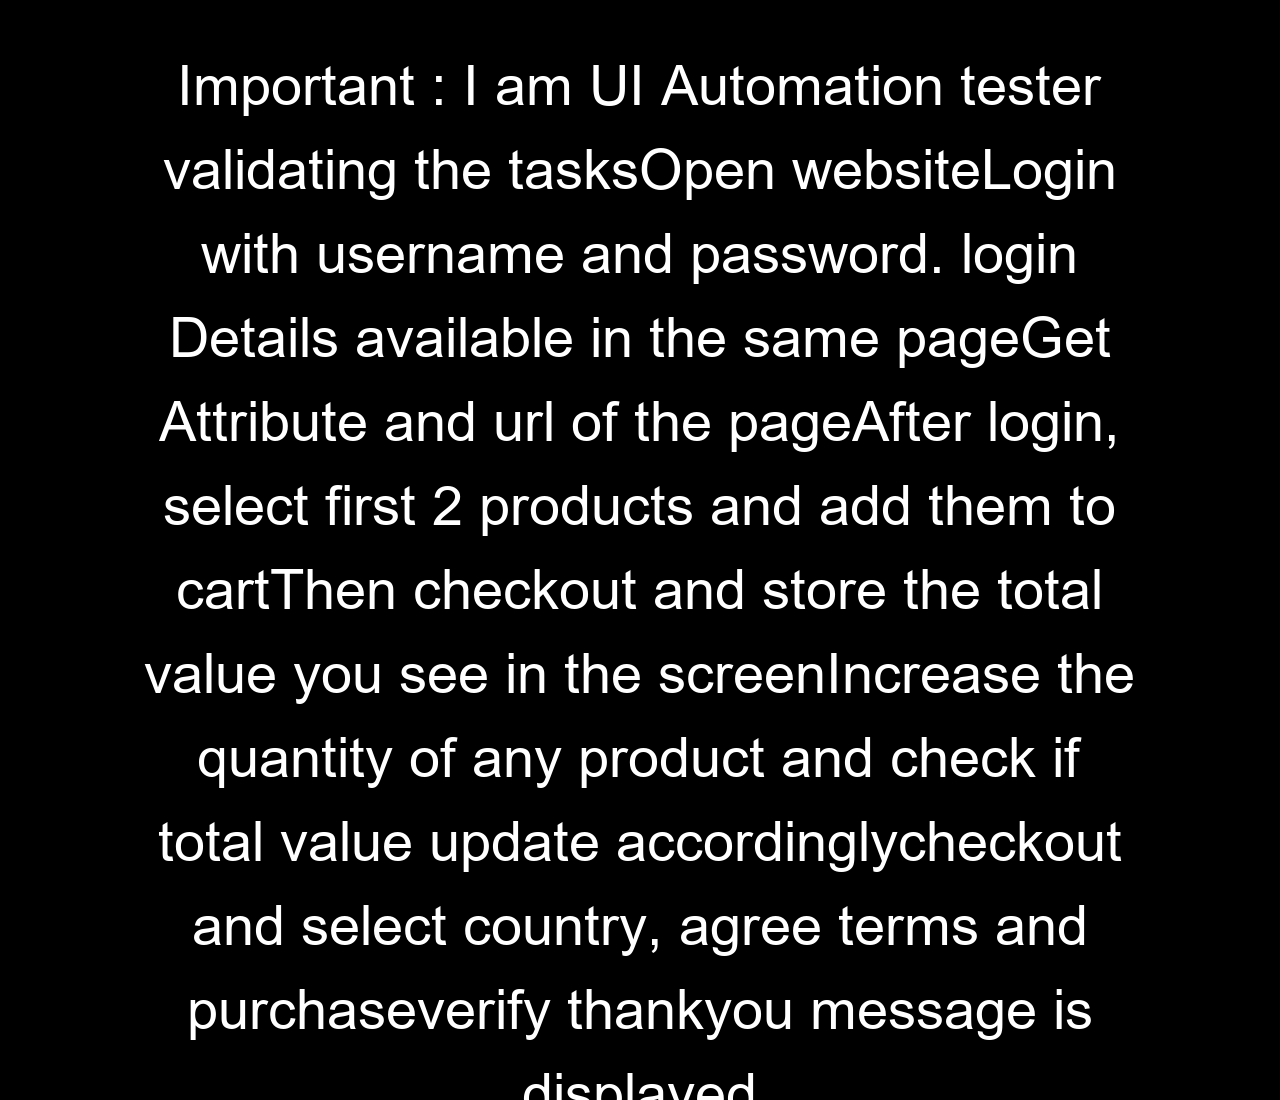 Important : I am UI Automation tester
validating the tasksOpen websiteLogin
with username and password. login
Details available in the same pageGet
Attribute and url of the pageAfter login,
select first 2 products and add them to
cartThen checkout and store the total
value you see in the screenIncrease the
quantity of any product and check if
total value update accordinglycheckout
and select country, agree terms and
purchaseverify thankyou message is
displayed